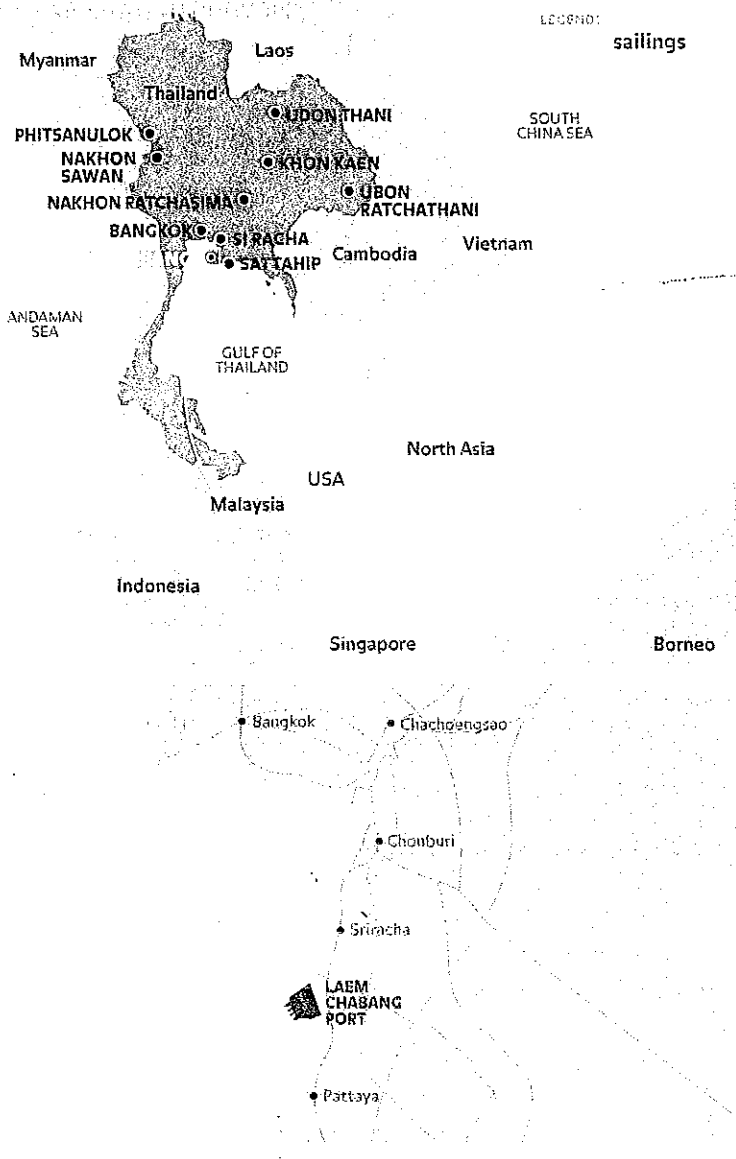 LEGEND:
sailings
Laos
Myanmar
Thailand
UDON THANI
SOUTH
CHINA SEA
PHITSANULOK
NAKHON
SAWAN
KHON KAEN
NAKHON RATCHASIMA
UBON
RATCHATHANI
BANGKOK
SI RACHA
Cambodia
Vietnam
SATTAHIP
ANDAMAN
SEA
GULF OF
THAILAND
North Asia
USA
Malaysia
Indonesia
Singapore
Borneo
Bangkok
Chachoengsao
Chonburi
Sriracha
LAEM
CHABANG
PORT
Pattaya